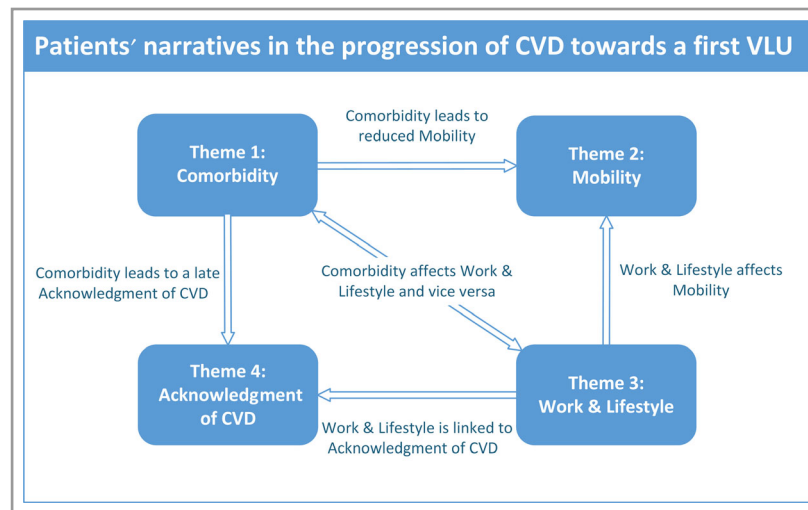 Patients′ narratives in the progression of CVD towards a first VLU
Comorbidity leads to
reduced Mobility
Theme 1:
Comorbidity
Theme 2:
Mobility
Comorbidity leads to a late
Acknowledgment of CVD
Comorbidity affects Work &
Lifestyle and vice versa
Work & Lifestyle affects
Mobility
Theme 4:
Acknowledgment
of CVD
Theme 3:
Work & Lifestyle
Work & Lifestyle is linked to
Acknowledgment of CVD